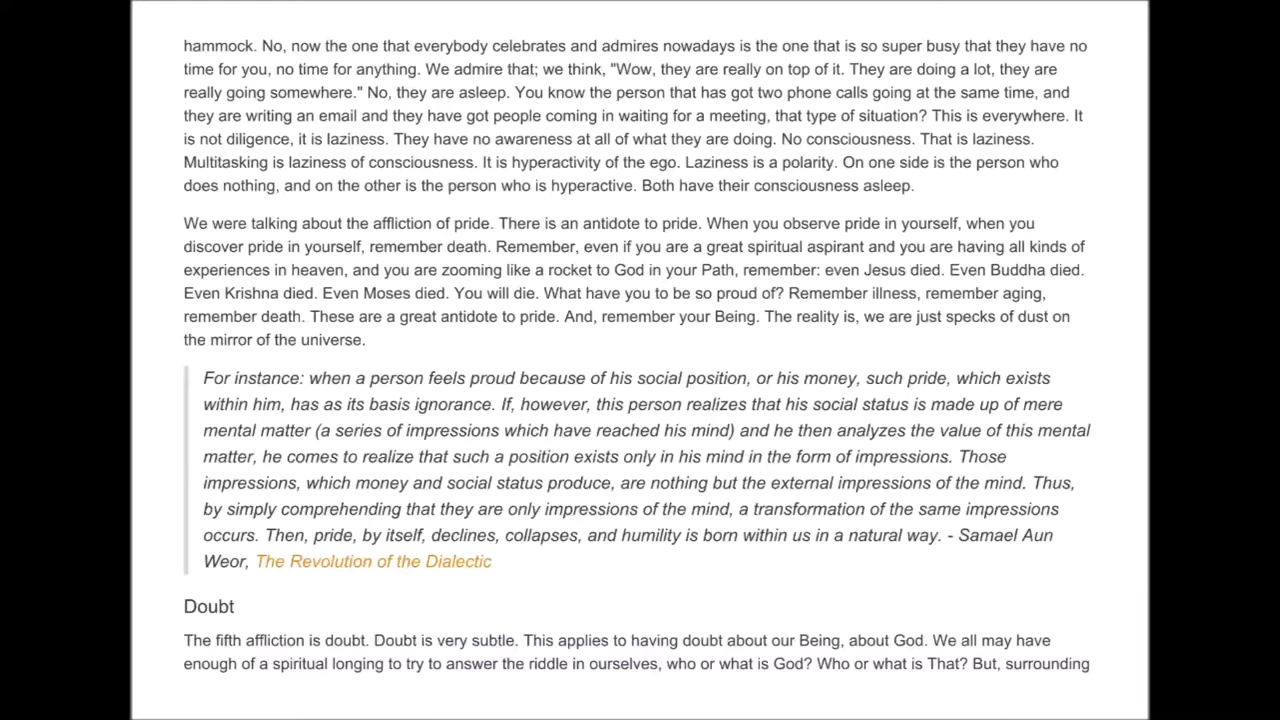 hammock. No, now the one that everybody celebrates and admires nowadays is the one that is so super busy that they have no
time for you, no time for anything. We admire that; we think, "Wow, they are really on top of it. They are doing a lot, they are
really going somewhere." No, they are asleep. You know the person that has got two phone calls going at the same time, and
they are writing an email and they have got people coming in waiting for a meeting, that type of situation? This is everywhere. It
is not diligence, it is laziness. They have no awareness at all of what they are doing. No consciousness. That is laziness.
Multitasking is laziness of consciousness. It is hyperactivity of the ego. Laziness is a polarity. On one side is the person who
does nothing, and on the other is the person who is hyperactive. Both have their consciousness asleep.
We were talking about the affliction of pride. There is an antidote to pride. When you observe pride in yourself, when you
discover pride in yourself, remember death. Remember, even if you are a great spiritual aspirant and you are having all kinds of
experiences in heaven, and you are zooming like a rocket to God in your Path, remember: even Jesus died. Even Buddha died.
Even Krishna died. Even Moses died. You will die. What have you to be so proud of? Remember illness, remember aging,
remember death. These are a great antidote to pride. And, remember your Being. The reality is, we are just specks of dust on
the mirror of the universe.
For instance: when a person feels proud because of his social position, or his money, such pride, which exists
within him, has as its basis ignorance. If, however, this person realizes that his social status is made up of mere
mental matter (a series of impressions which have reached his mind) and he then analyzes the value of this mental
matter, he comes to realize that such a position exists only in his mind in the form of impressions. Those
impressions, which money and social status produce, are nothing but the external impressions of the mind. Thus,
by simply comprehending that they are only impressions of the mind, a transformation of the same impressions
occurs. Then, pride, by itself, declines, collapses, and humility is born within us in a natural way. - Samael Aun
Weor, The Revolution of the Dialectic
Doubt
The fifth affliction is doubt. Doubt is very subtle. This applies to having doubt about our Being, about God. We all may have
enough of a spiritual longing to try to answer the riddle in ourselves, who or what is God? Who or what is That? But, surrounding